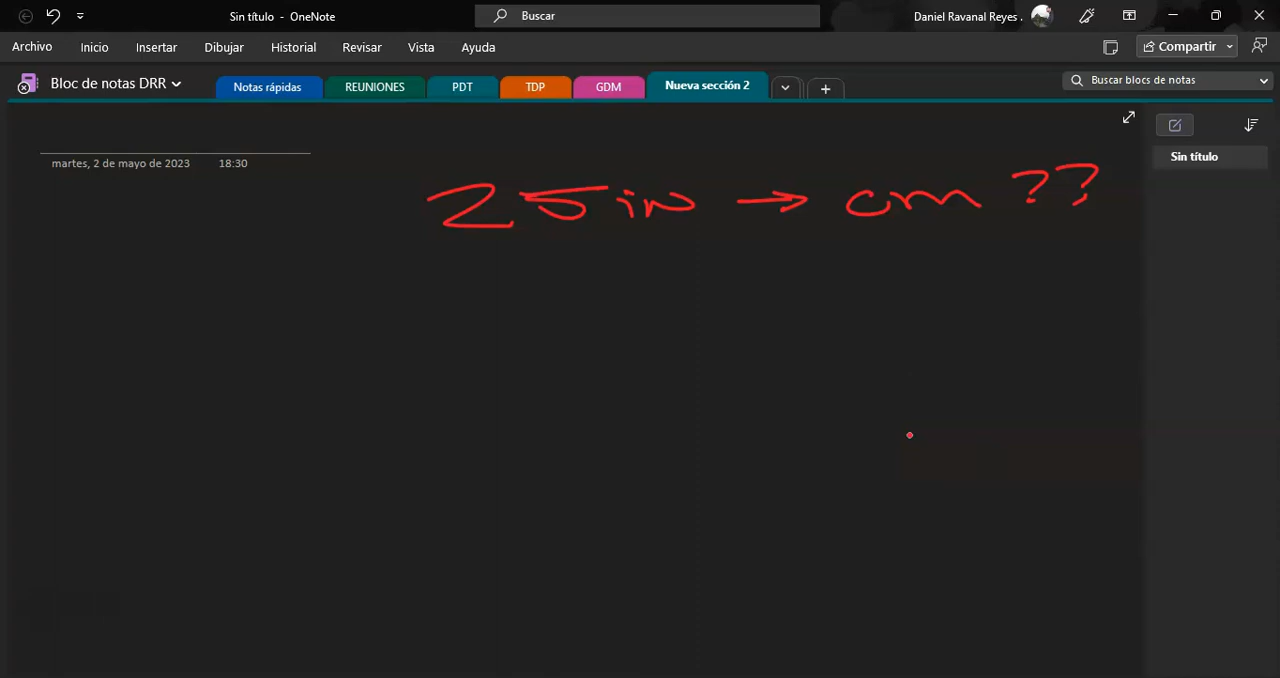 Sin título - OneNote
Buscar
Daniel Ravanal Reyes .
Archivo Inicio Insertar Dibujar Historial Revisar Vista Ayuda
Compartir
Bloc de notas DRR
Notas rápidas REUNIONES PDT TDP GDM Nueva sección 2 +
Buscar blocs de notas
Sin título
martes, 2 de mayo de 2023 18:30
25 in → cm ??